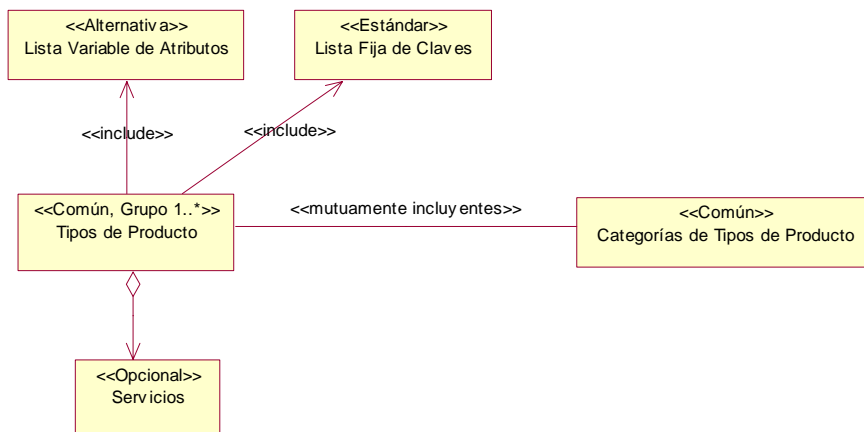 <<Alternativa>>
Lista Variable de Atributos
<<Estándar>>
Lista Fija de Claves
<<include>>
<<include>>
<<Común, Grupo 1..*>>
Tipos de Producto
<<mutuamente incluyentes>>
<<Común>>
Categorías de Tipos de Producto
<<Opcional>>
Servicios